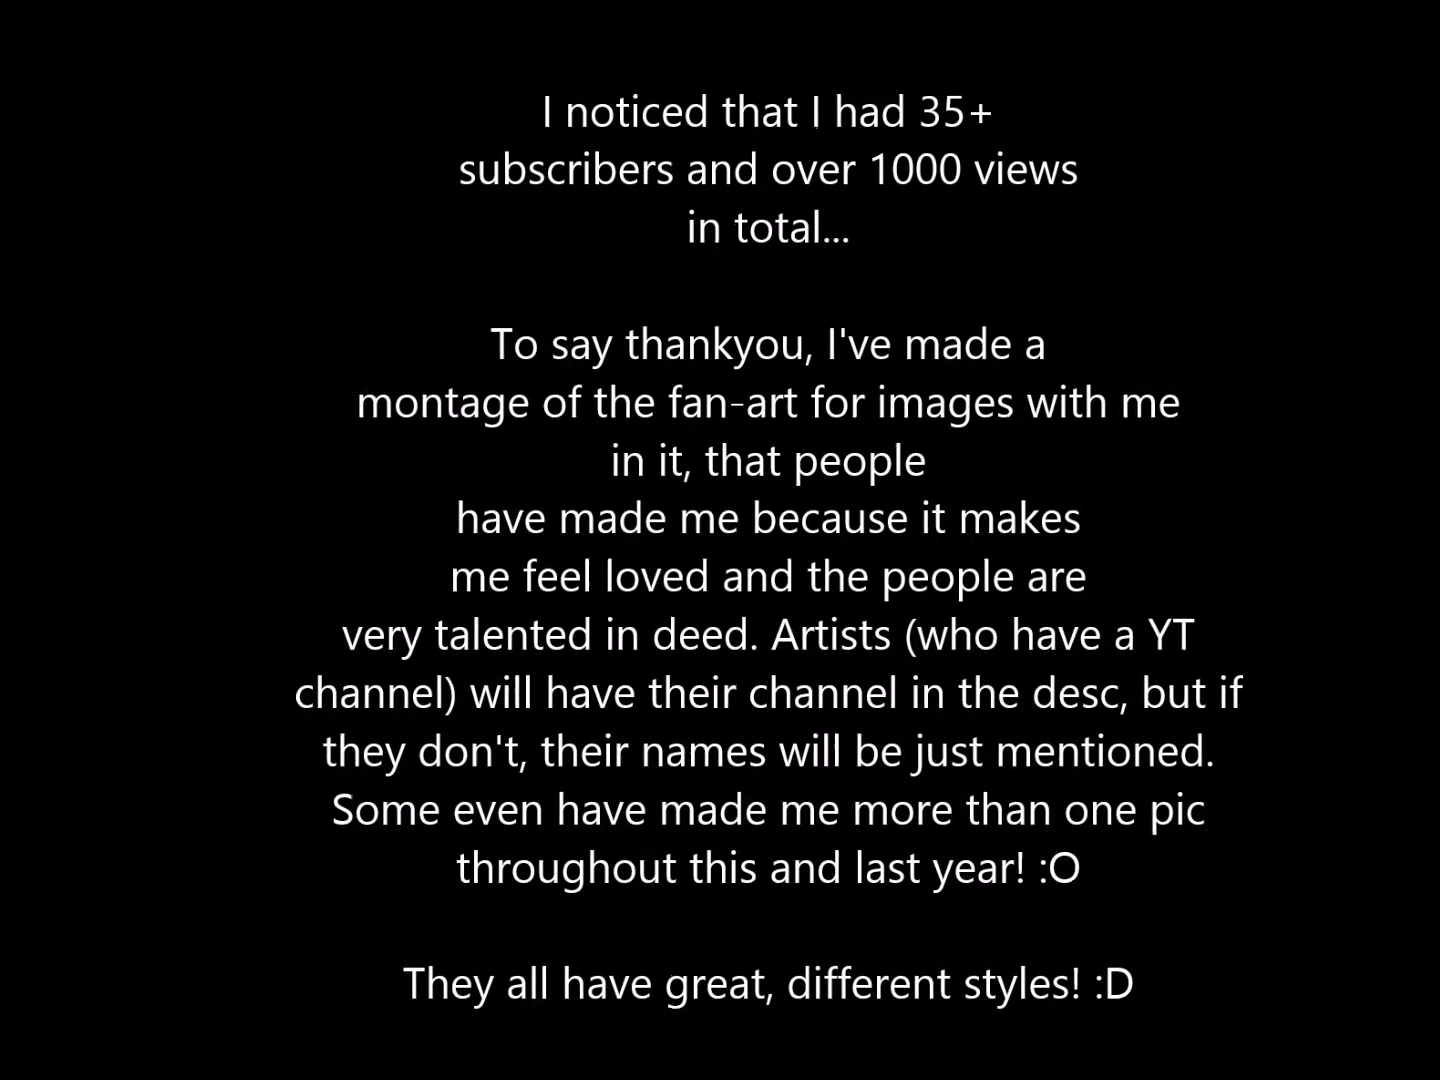 I noticed that I had 35+
subscribers and over 1000 views
in total...
To say thankyou, I've made a
montage of the fan-art for images with me
in it, that people
have made me because it makes
me feel loved and the people are
very talented in deed. Artists (who have a YT
channel) will have their channel in the desc, but if
they don't, their names will be just mentioned.
Some even have made me more than one pic
throughout this and last year! :O
They all have great, different styles! :D